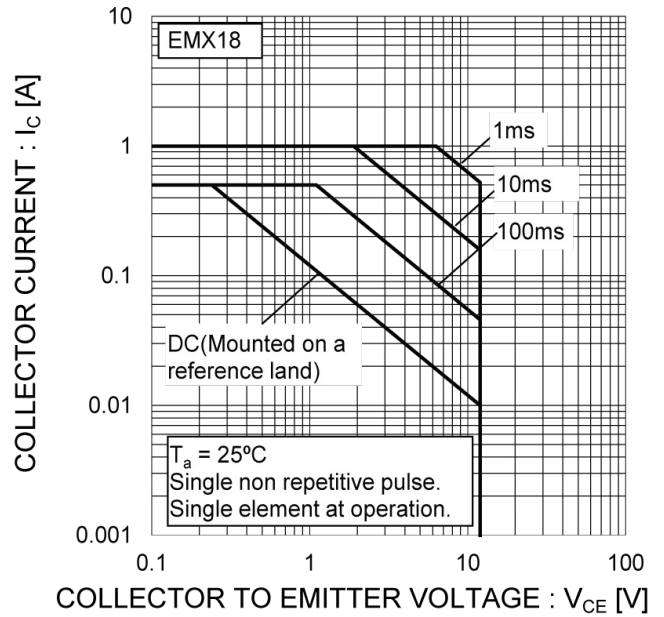 10
EMX18
1ms
1
10ms
100ms
0.1
DC(Mounted on a
reference land)
0.01
Ta = 25ºC
Single non repetitive pulse.
Single element at operation.
0.001
0.1
1
10
100
COLLECTOR CURRENT : IC [A]
COLLECTOR TO EMITTER VOLTAGE : VCE [V]